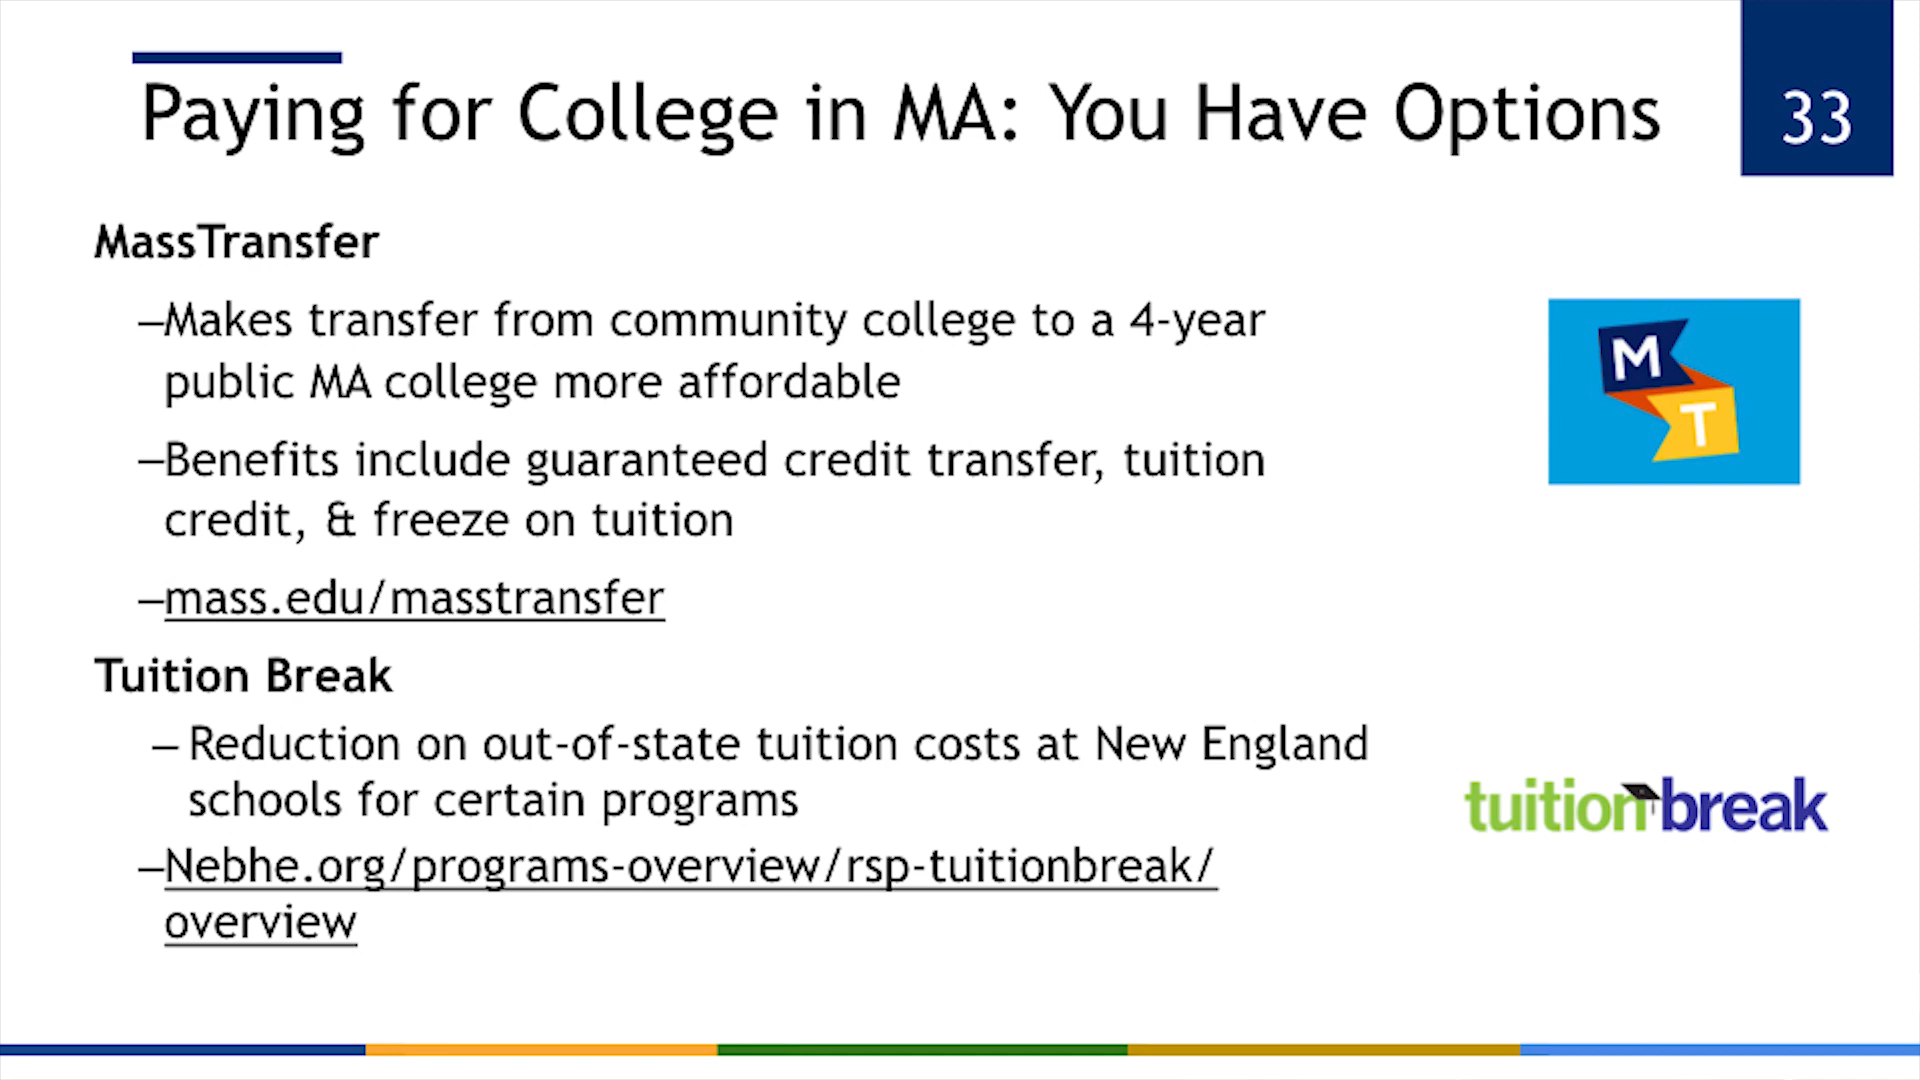 Paying for College in MA: You Have Options
33
MassTransfer
–Makes transfer from community college to a 4-year
public MA college more affordable
–Benefits include guaranteed credit transfer, tuition
credit, & freeze on tuition
–mass.edu/masstransfer
M
T
Tuition Break
– Reduction on out-of-state tuition costs at New England
schools for certain programs
tuitionbreak
–Nebhe.org/programs-overview/rsp-tuitionbreak/
overview